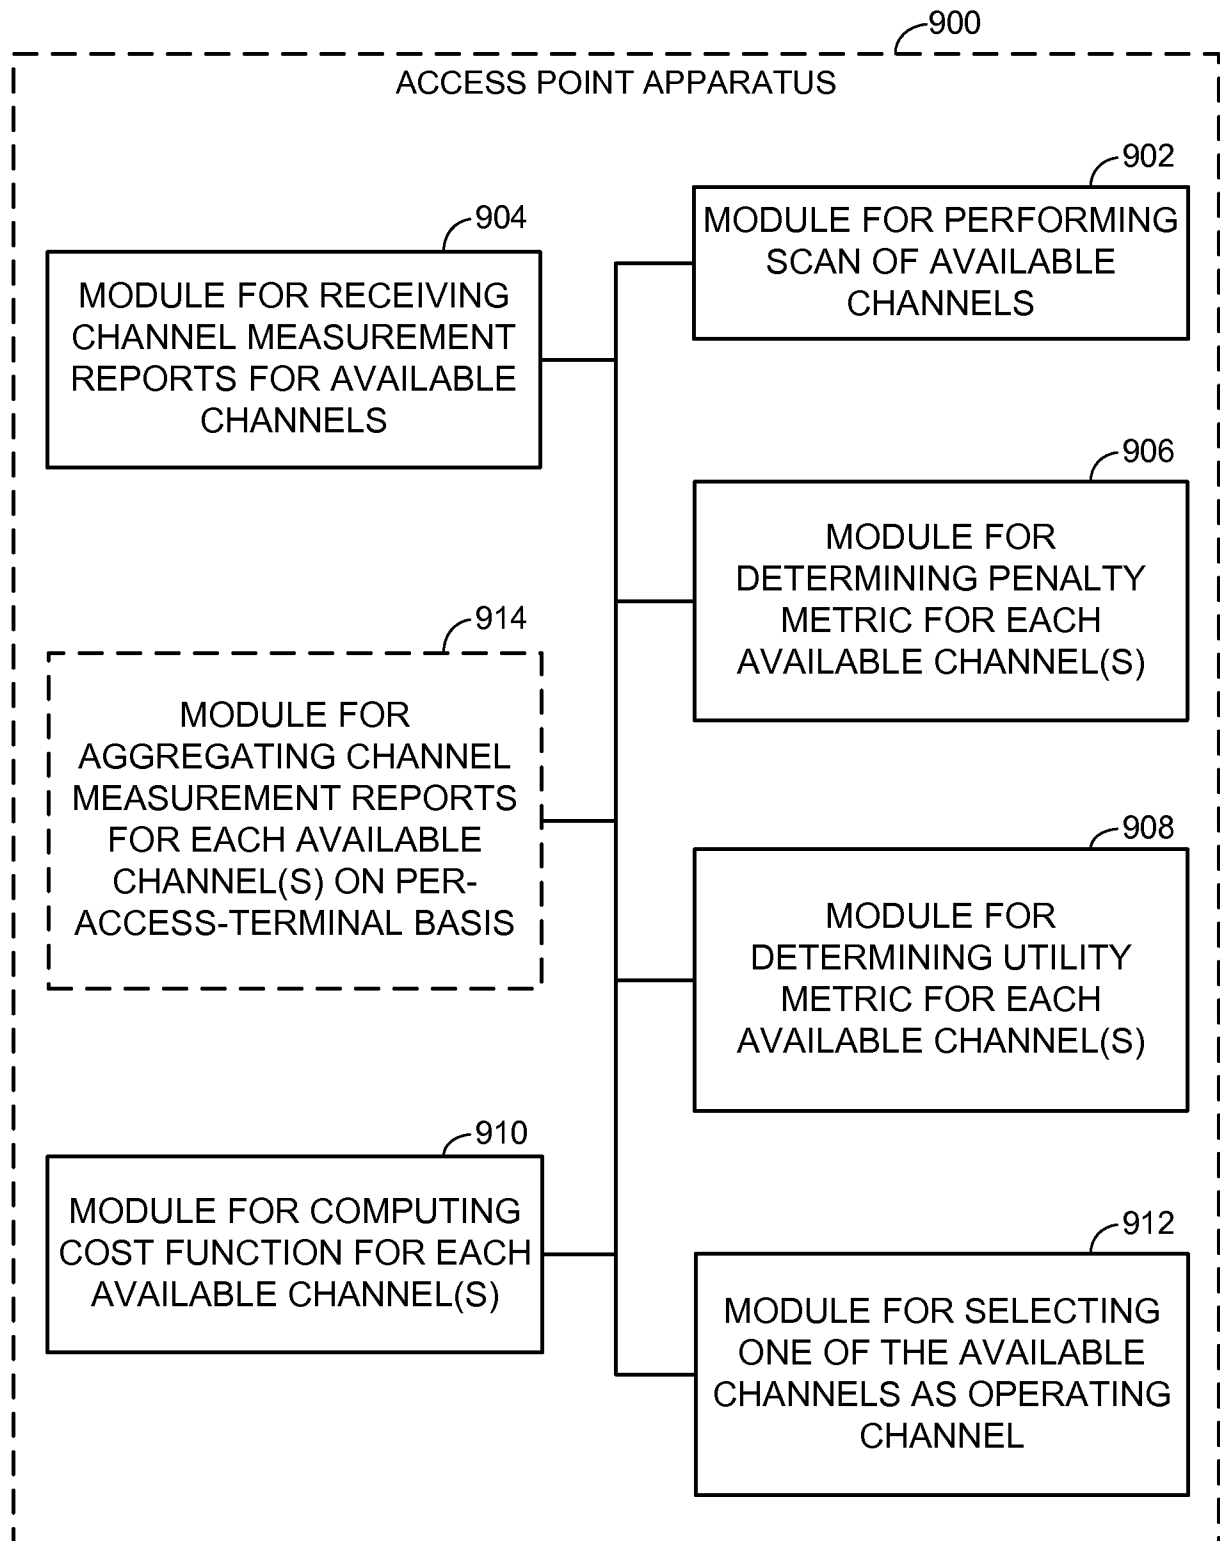 900
ACCESS POINT APPARATUS
902
MODULE FOR PERFORMING
SCAN OF AVAILABLE
CHANNELS
904
MODULE FOR RECEIVING
CHANNEL MEASUREMENT
REPORTS FOR AVAILABLE
CHANNELS
906
MODULE FOR
DETERMINING PENALTY
METRIC FOR EACH
AVAILABLE CHANNEL(S)
914
MODULE FOR
AGGREGATING CHANNEL
MEASUREMENT REPORTS
FOR EACH AVAILABLE
CHANNEL(S) ON PER-
ACCESS-TERMINAL BASIS
908
MODULE FOR
DETERMINING UTILITY
METRIC FOR EACH
AVAILABLE CHANNEL(S)
910
MODULE FOR COMPUTING
COST FUNCTION FOR EACH
AVAILABLE CHANNEL(S)
912
MODULE FOR SELECTING
ONE OF THE AVAILABLE
CHANNELS AS OPERATING
CHANNEL